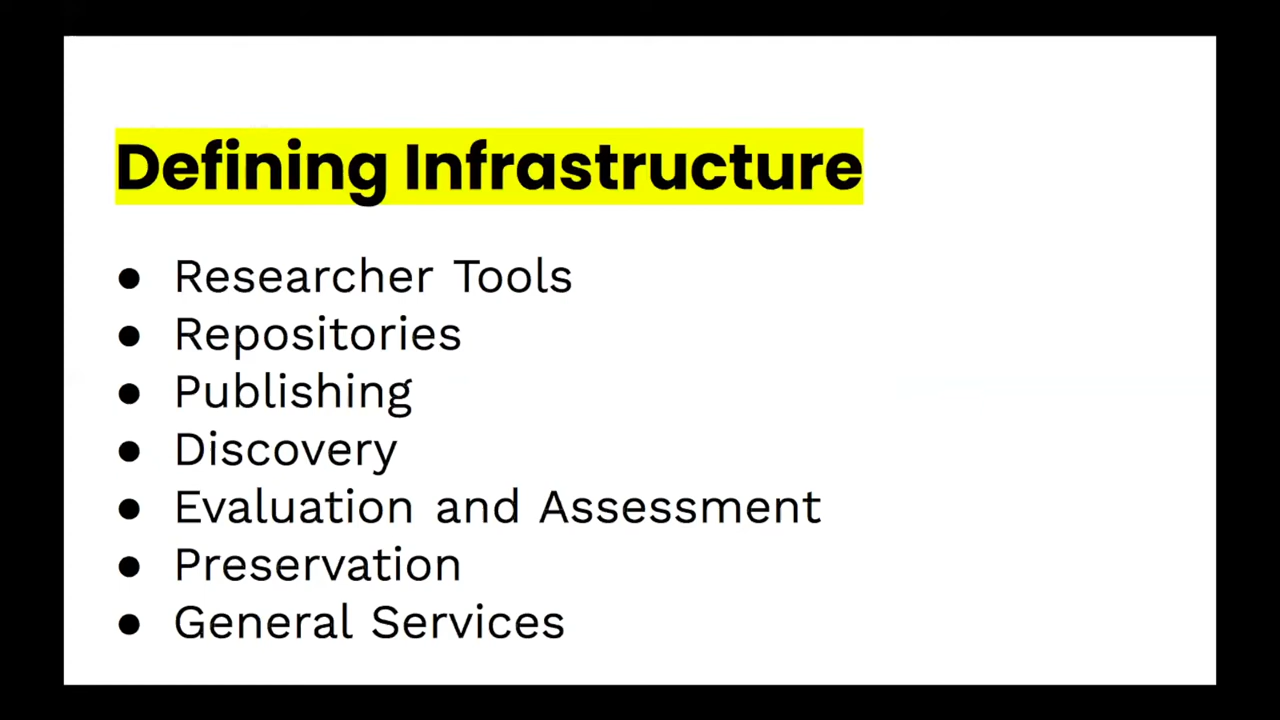 Defining Infrastructure
● Researcher Tools
● Repositories
● Publishing
● Discovery
● Evaluation and Assessment
● Preservation
● General Services